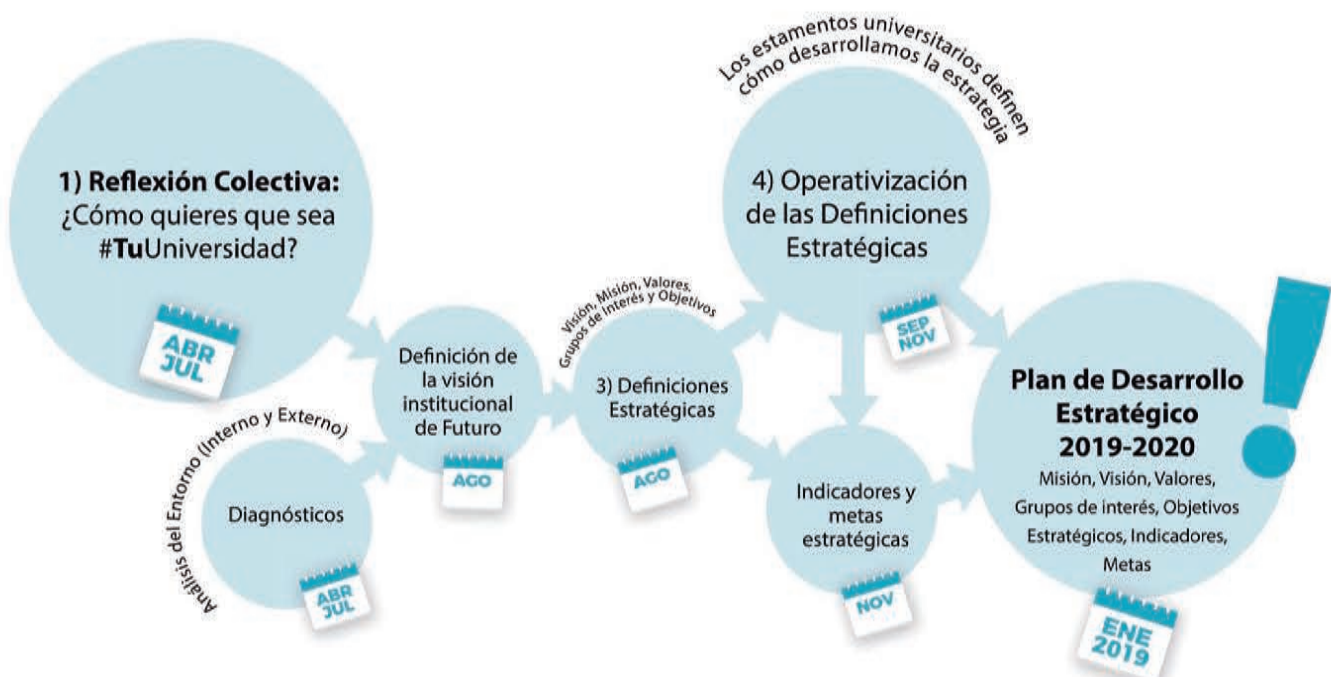 1) Reflexión Colectiva:
¿Cómo quieres que sea
#TuUniversidad?
ABR
JUL
Análisis del Entorno (Interno y Externo)
Diagnósticos
ABR
JUL
Definición de
la visión
institucional
de Futuro
AGO
Visión, Misión, Valores,
Grupos de interés y Objetivos
3) Definiciones
Estratégicas
AGO
Los estamentos universitarios definen
cómo desarrollamos la estrategia
4) Operativización
de las Definiciones
Estratégicas
SEP
NOV
Indicadores y
metas
estratégicas
NOV
Plan de Desarrollo
Estratégico
2019-2020
Misión, Visión, Valores,
Grupos de interés, Objetivos
Estratégicos, Indicadores,
Metas
ENE
2019